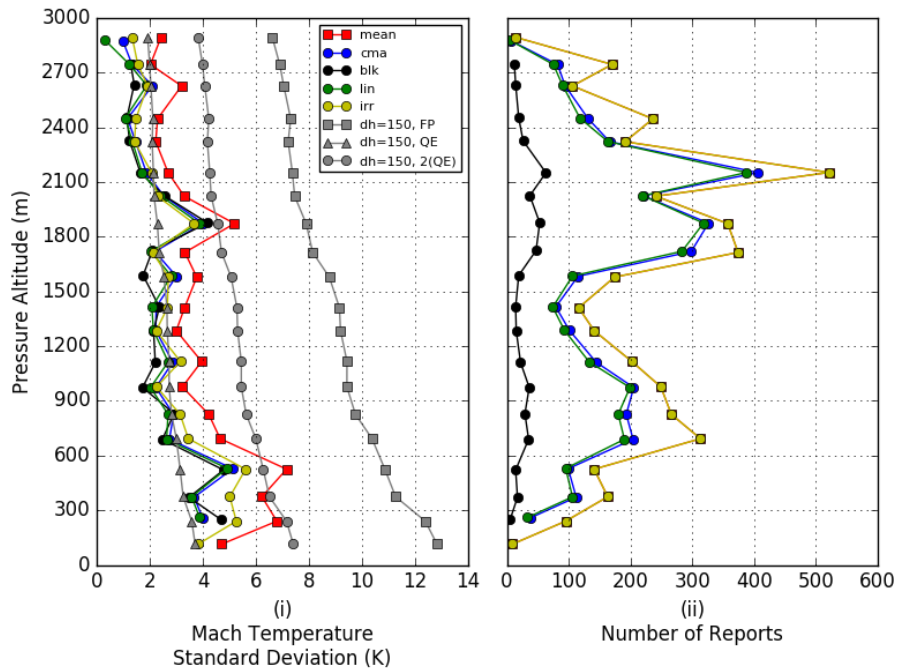 3000
2700
2400
2100
1800
1500
1200
900
600
300
0
Pressure Altitude (m)
mean
cma
blk
lin
irr
dh=150, FP
dh=150, QE
dh=150, 2(QE)
0 2 4 6 8 10 12 14
(i)
Mach Temperature
Standard Deviation (K)
0 100 200 300 400 500 600
(ii)
Number of Reports